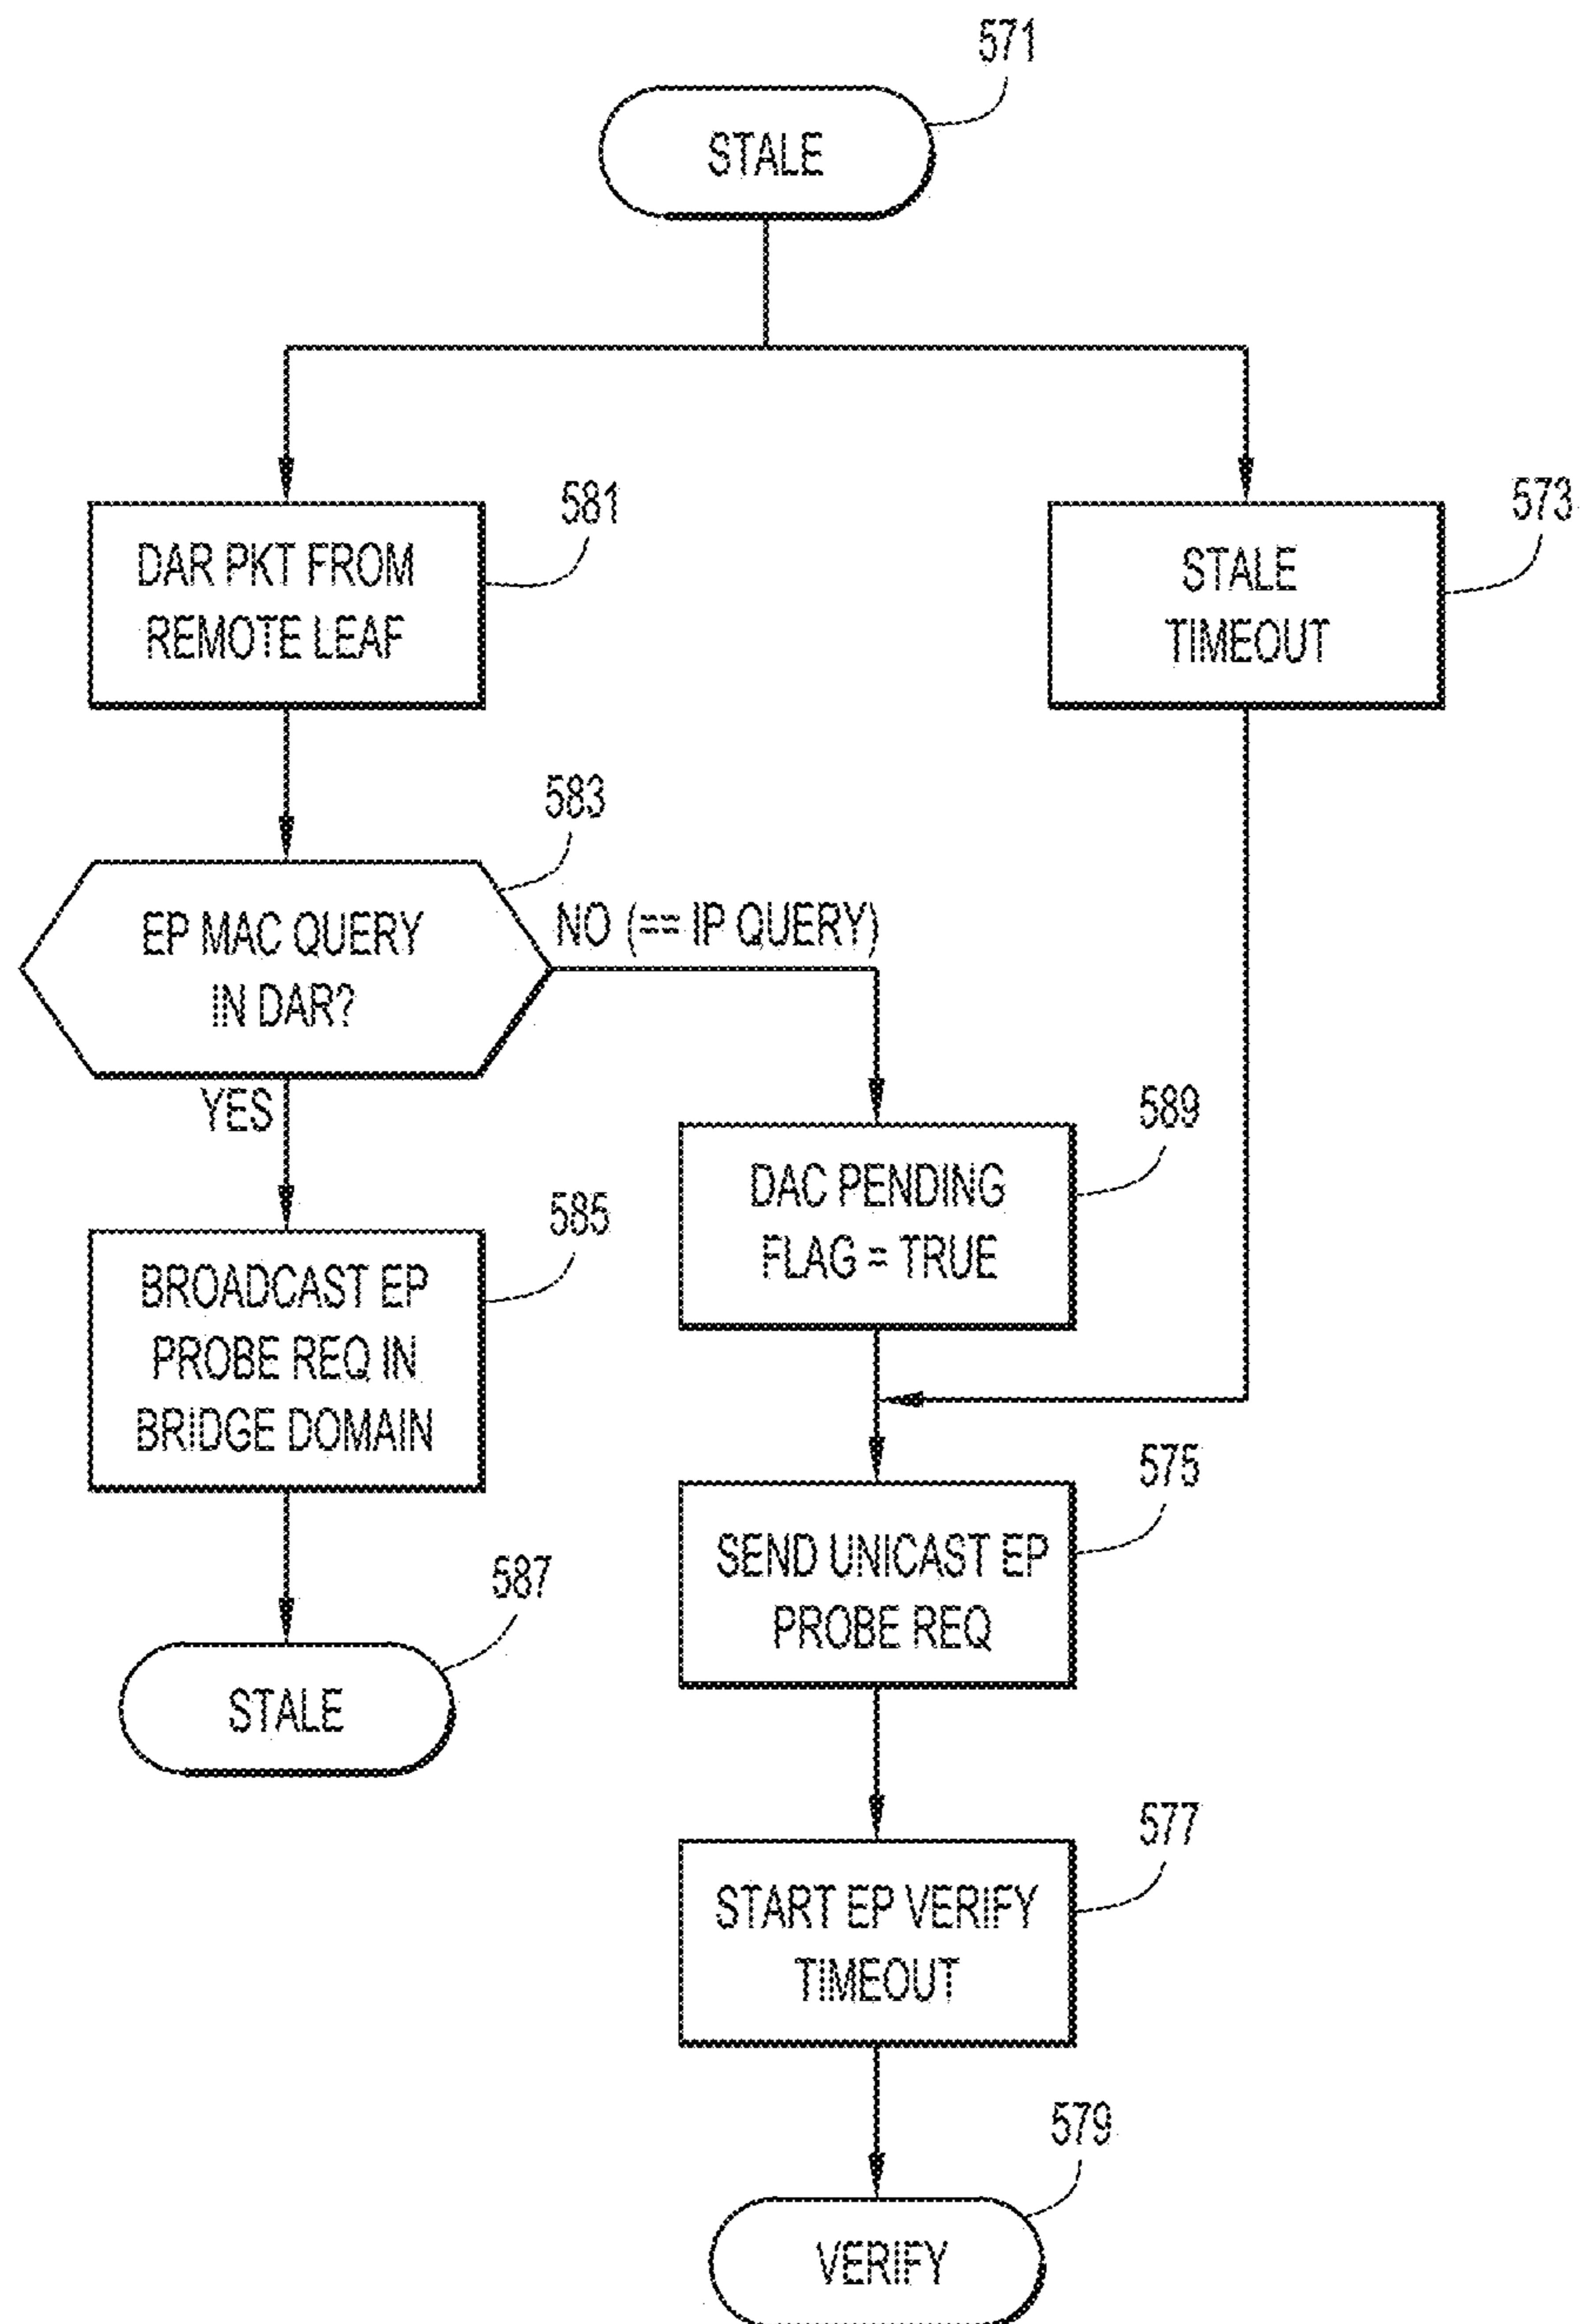 571
STALE
581
DAR PKT FROM
REMOTE LEAF
573
STALE
TIMEOUT
583
EP MAC QUERY
IN DAR?
NO (== IP QUERY)
YES
589
DAC PENDING
FLAG = TRUE
585
BROADCAST EP
PROBE REQ IN
BRIDGE DOMAIN
575
SEND UNICAST EP
PROBE REQ
587
STALE
577
START EP VERIFY
TIMEOUT
579
VERIFY